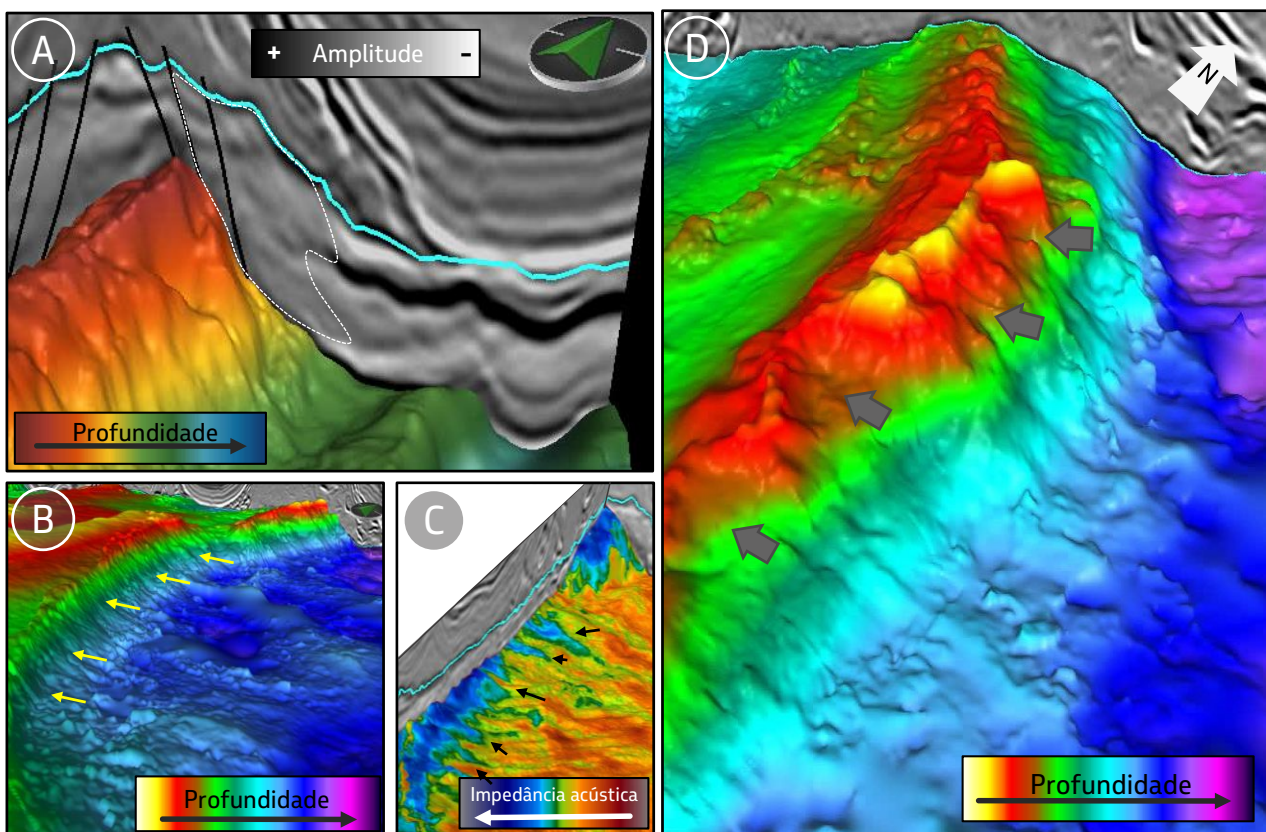 A
+ Amplitude -
Profundidade
B
Profundidade
C
Impedância acústica
D
N
Profundidade